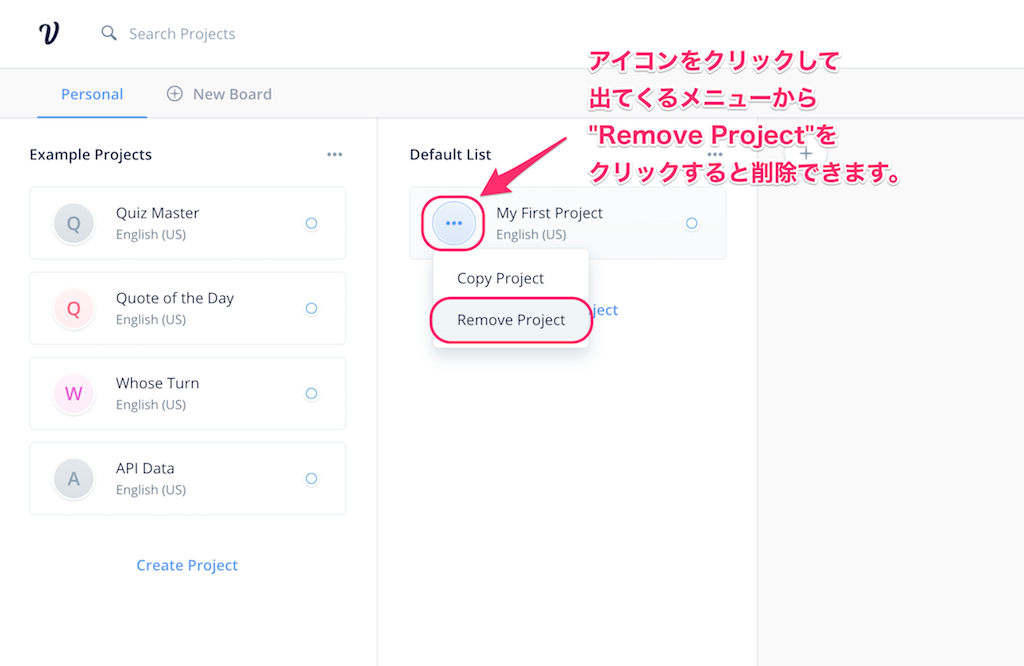 Search Projects
アイコンをクリックして
出てくるメニューから
"Remove Project"を
クリックすると削除できます。
Personal
New Board
Example Projects
Default List
Q
Quiz Master
English (US)
Q
Quote of the Day
English (US)
W
Whose Turn
English (US)
A
API Data
English (US)
Create Project
My First Project
English (US)
Copy Project
Remove Project
ject